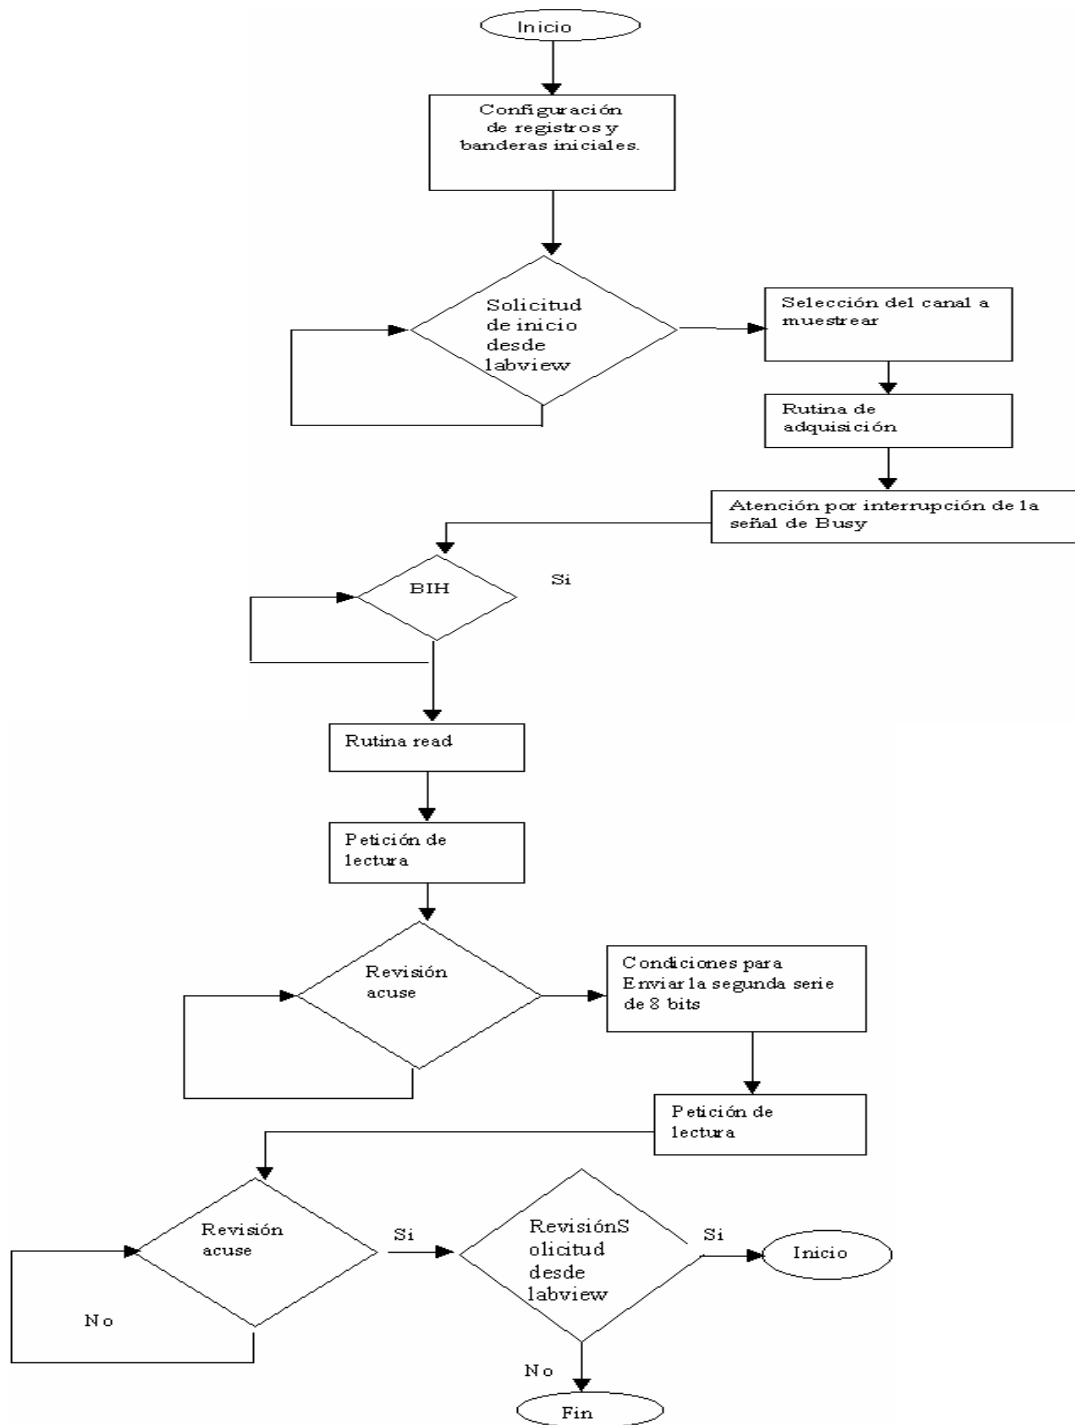 Inicio
Configuración
de registros y
banderas iniciales.
Solicitud
de inicio
desde
labview
Selección del canal a
muestrear
Rutina de
adquisición
Atención por interrupción de la
señal de Busy
BIH
Si
Rutina read
Petición de
lectura
Revisión
acuse
Condiciones para
Enviar la segunda serie
de 8 bits
Petición de
lectura
Revisión
acuse
Si
No
RevisiónS
olicitud
desde
labview
Si
Inicio
No
Fin